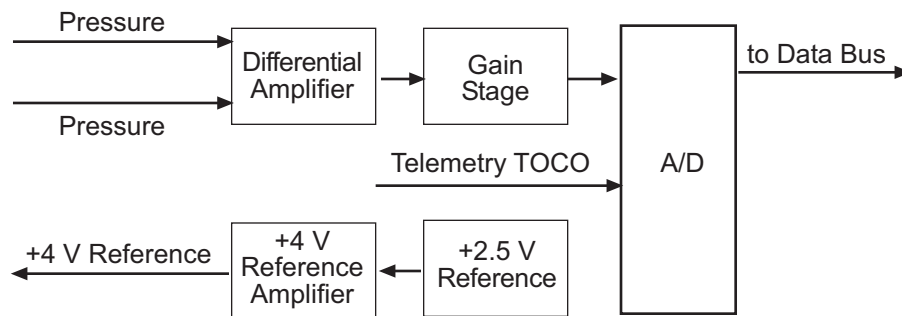 Pressure
Differential
Amplifier
Gain
Stage
to Data Bus
Pressure
Telemetry TOCO
A/D
+4 V Reference
+4 V
Reference
Amplifier
+2.5 V
Reference